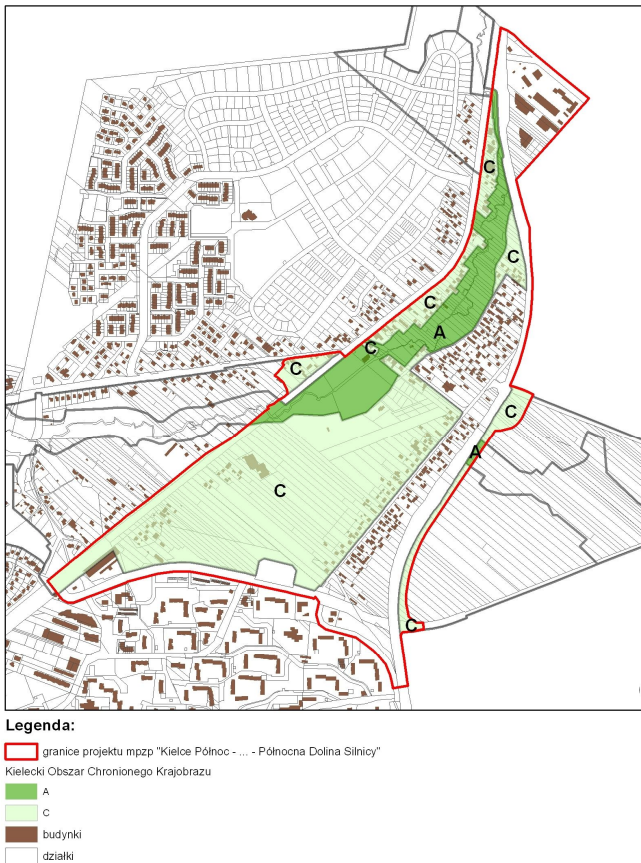 C
C
C
A
C
C
C
A
C
C
Legenda:
granice projektu mpzp "Kielce Północ - ... - Północna Dolina Silnicy"
Kielecki Obszar Chronionego Krajobrazu
A
C
budynki
działki